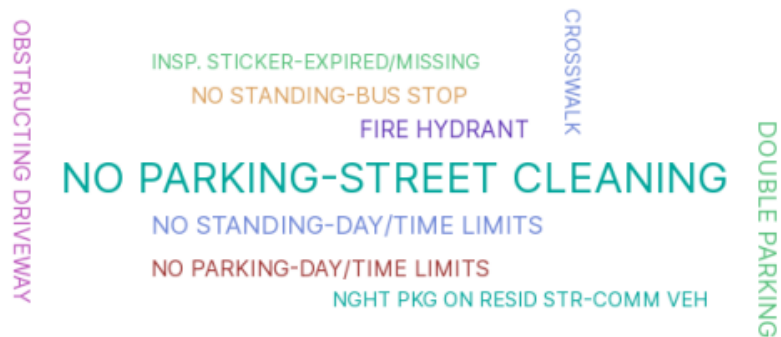 OBSTRUCTING DRIVEWAY
CROSSWALK
INSP. STICKER-EXPIRED/MISSING
NO STANDING-BUS STOP
FIRE HYDRANT
DOUBLE PARKING
NO PARKING-STREET CLEANING
NO STANDING-DAY/TIME LIMITS
NO PARKING-DAY/TIME LIMITS
NGHT PKG ON RESID STR-COMM VEH